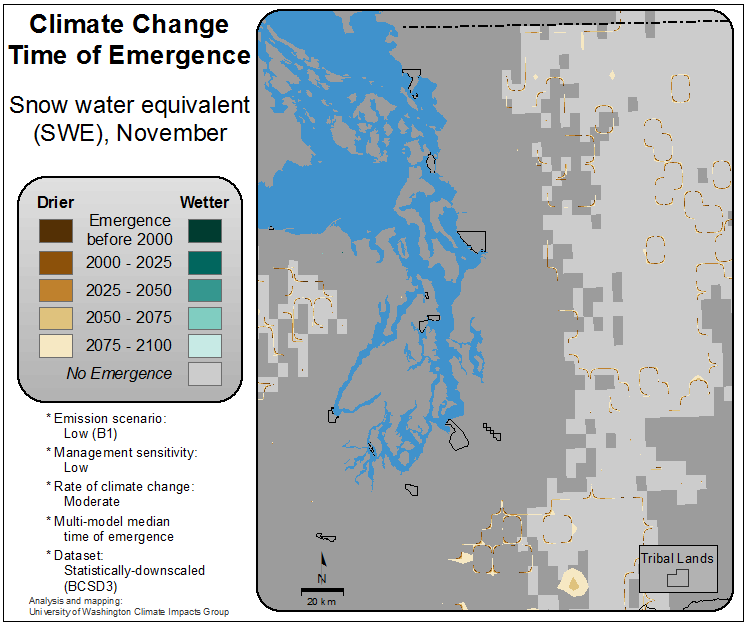 Climate Change
Time of Emergence
Snow water equivalent
(SWE), November
Drier
Wetter
Emergence
before 2000
2000 - 2025
2025 - 2050
2050 - 2075
2075 - 2100
No Emergence
* Emission scenario:
Low (B1)
* Management sensitivity:
Low
* Rate of climate change:
Moderate
* Multi-model median
time of emergence
* Dataset:
Statistically-downscaled
(BCSD3)
Analysis and mapping:
University of Washington Climate Impacts Group
N
20 km
Tribal Lands